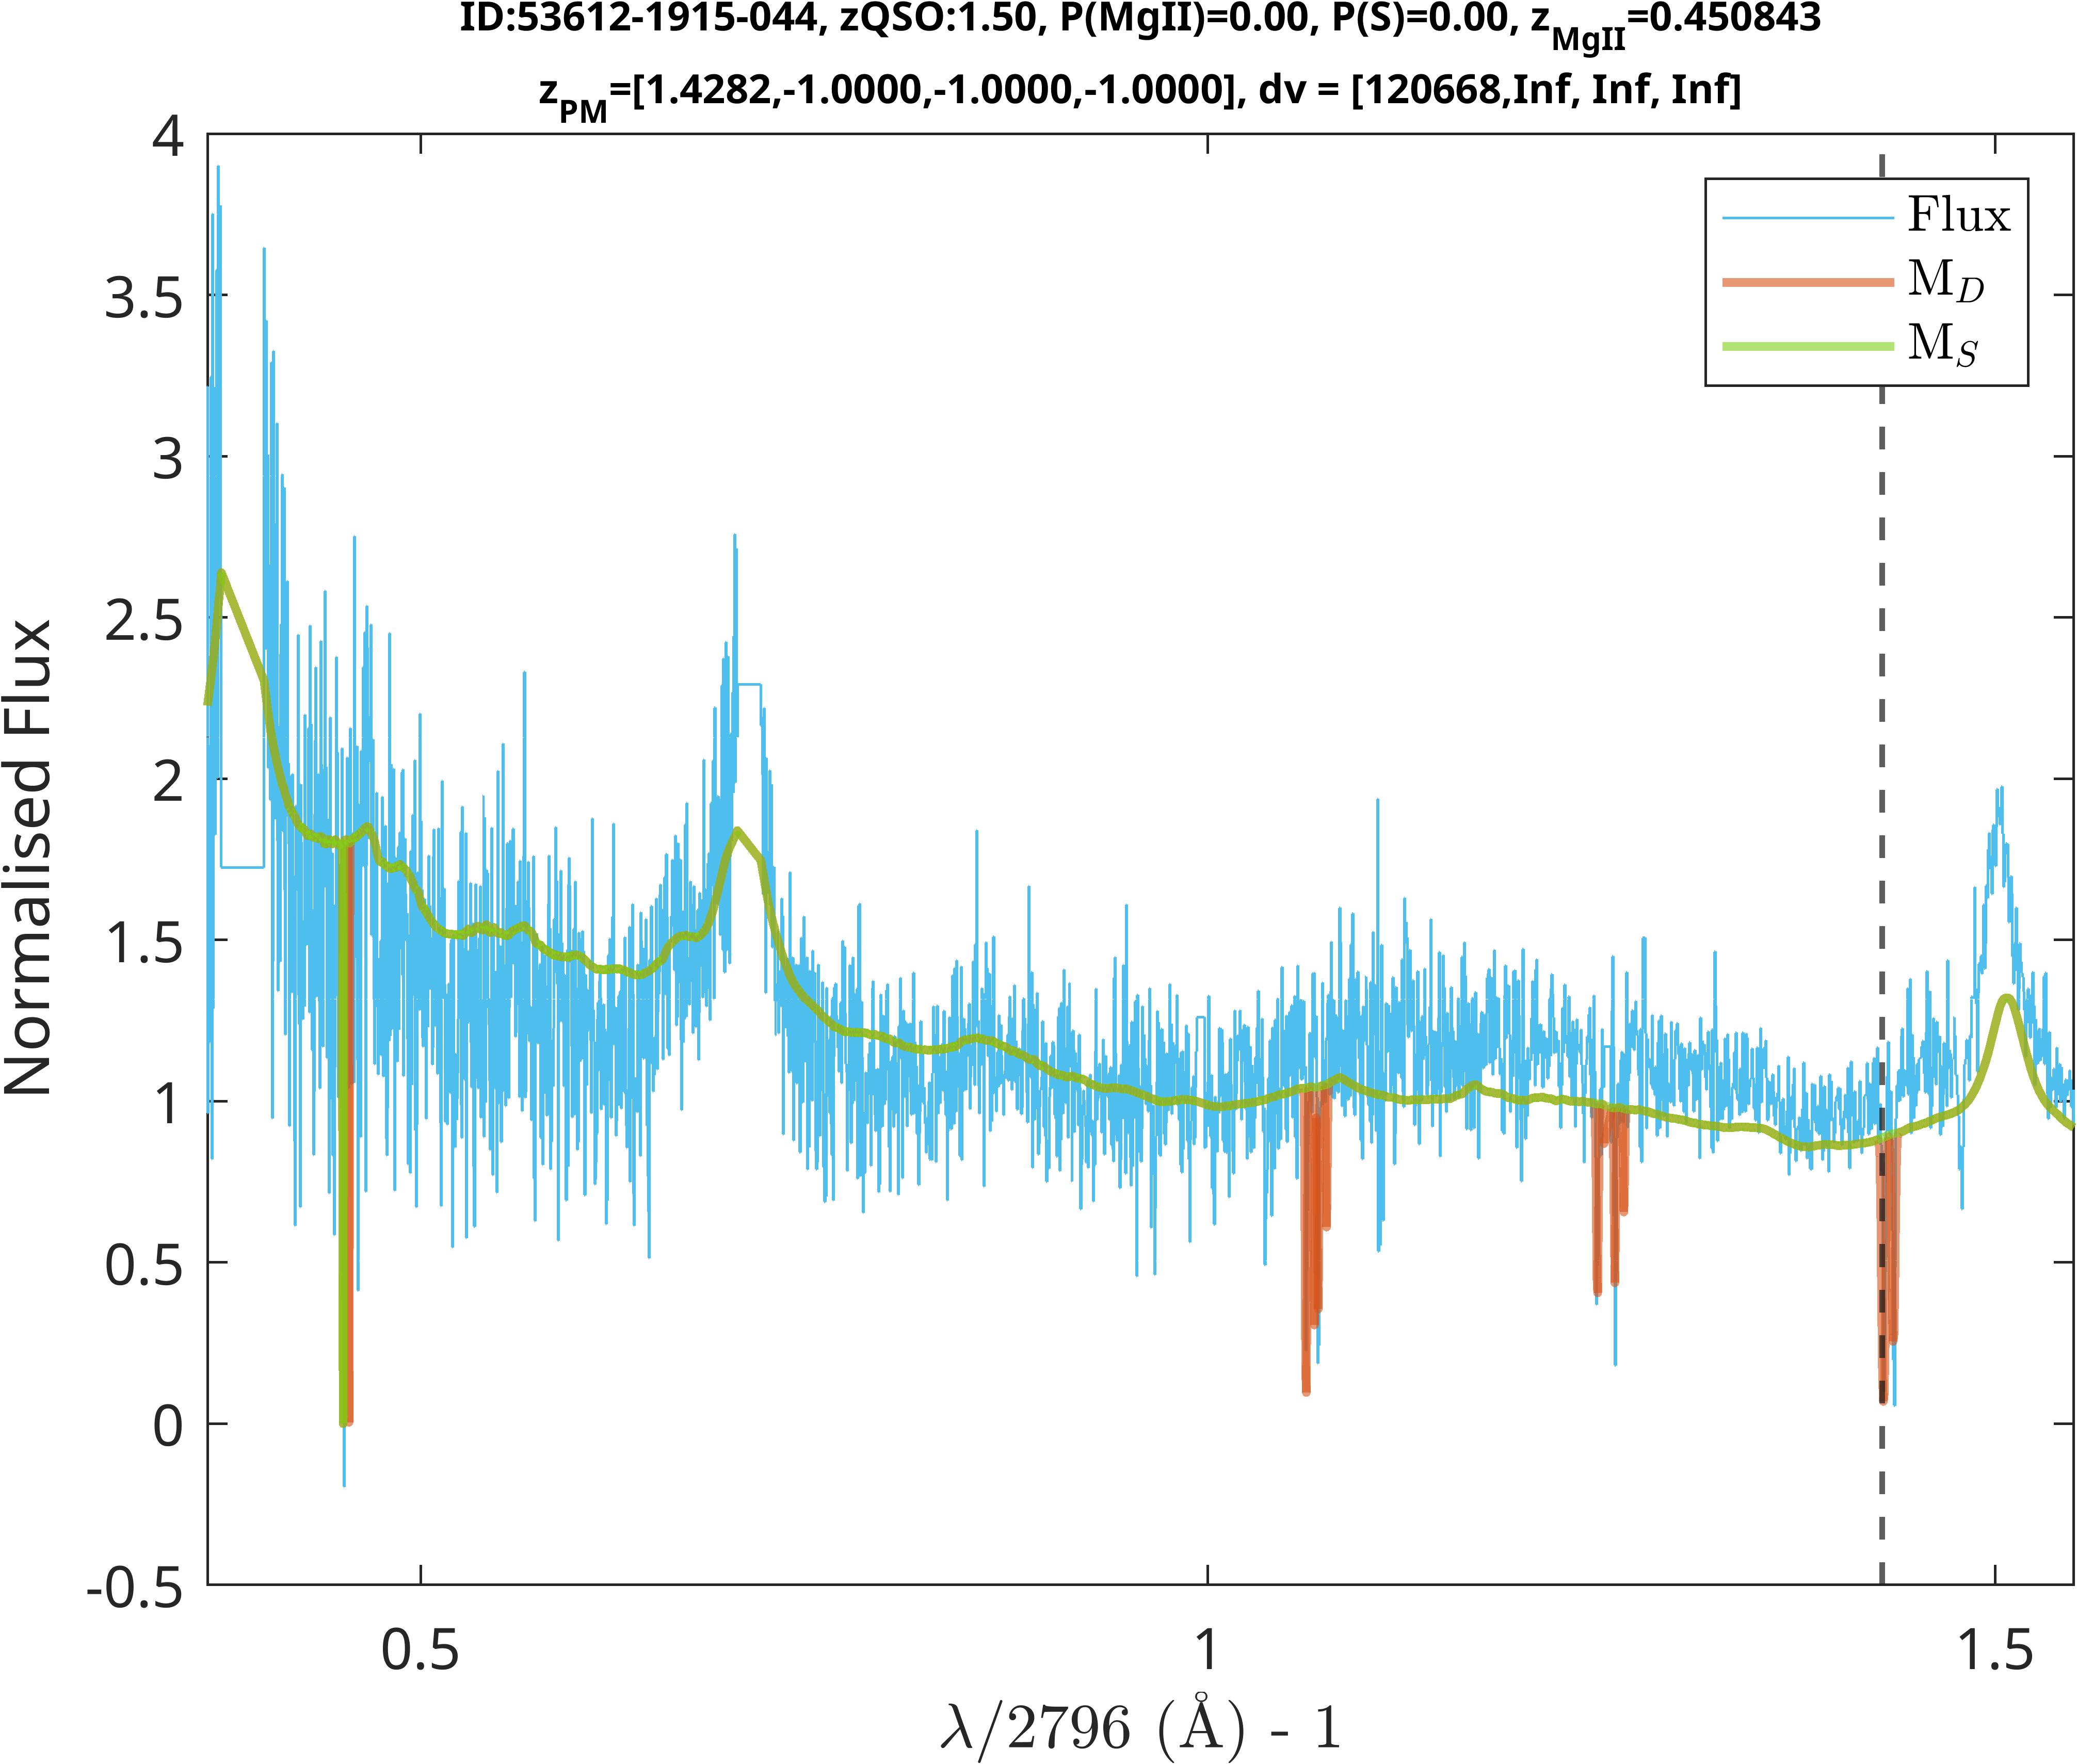 ID:53612-1915-044, zQSO:1.50, P(MgII)=0.00, P(S)=0.00, zMgII=0.450843
zPM=[1.4282,-1.0000,-1.0000,-1.0000], dv = [120668,Inf, Inf, Inf]
4
3.5
3
2.5
2
1.5
1
0.5
0
-0.5
Normalised Flux
Flux
MD
MS
0.5
1
1.5
λ/2796 (Å) - 1